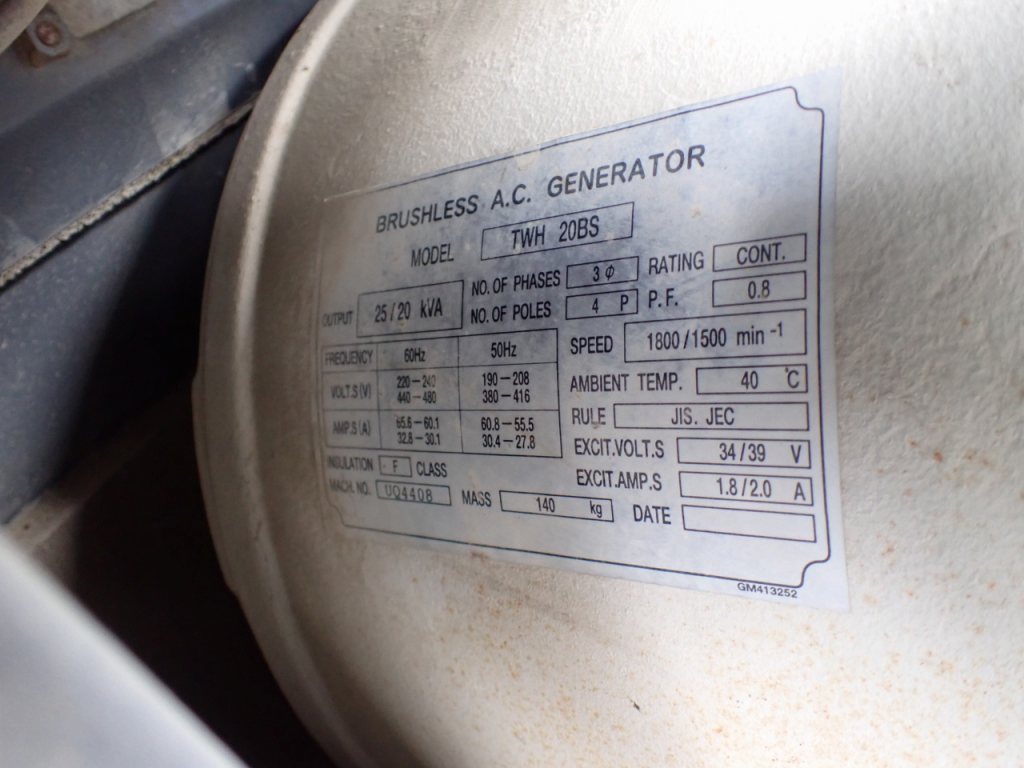 BRUSHLESS A.C. GENERATOR
MODEL TWH 20BS
OUTPUT 25/20 kVA
NO. OF PHASES 3φ
NO. OF POLES 4 P
RATING CONT.
P.F. 0.8
SPEED 1800/1500 min -1
AMBIENT TEMP. 40 °C
RULE JIS. JEC
EXCIT.VOLT.S 34/39 V
EXCIT.AMP.S 1.8/2.0 A
FREQUENCY 60Hz 50Hz
VOLT.S (V) 220-240 190-208
440-480 380-416
AMP.S (A) 65.6-60.1 60.8-55.5
32.8-30.1 30.4-27.8
INSULATION F CLASS
MACH. NO. UQ4408
MASS 140 kg
DATE
GM413252